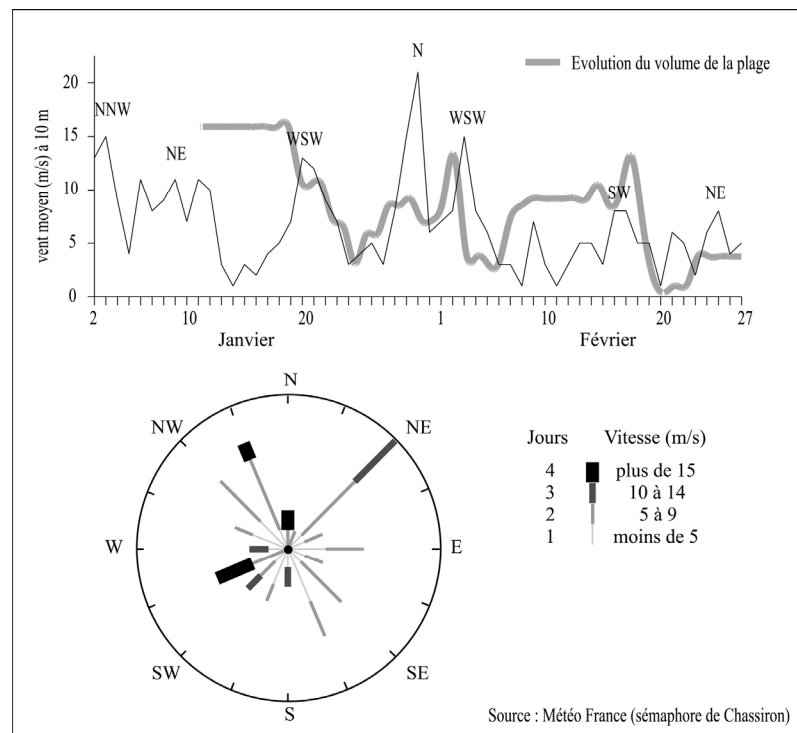 Evolution du volume de la plage
vent moyen (m/s) à 10 m
20
15
10
5
0
NNW
NE
WSW
N
WSW
SW
NE
2 10 20 1 10 20 27
Janvier Février
N
NW NE
W E
SW SE
S
Jours Vitesse (m/s)
4 plus de 15
3 10 à 14
2 5 à 9
1 moins de 5
Source : Météo France (sémaphore de Chassiron)